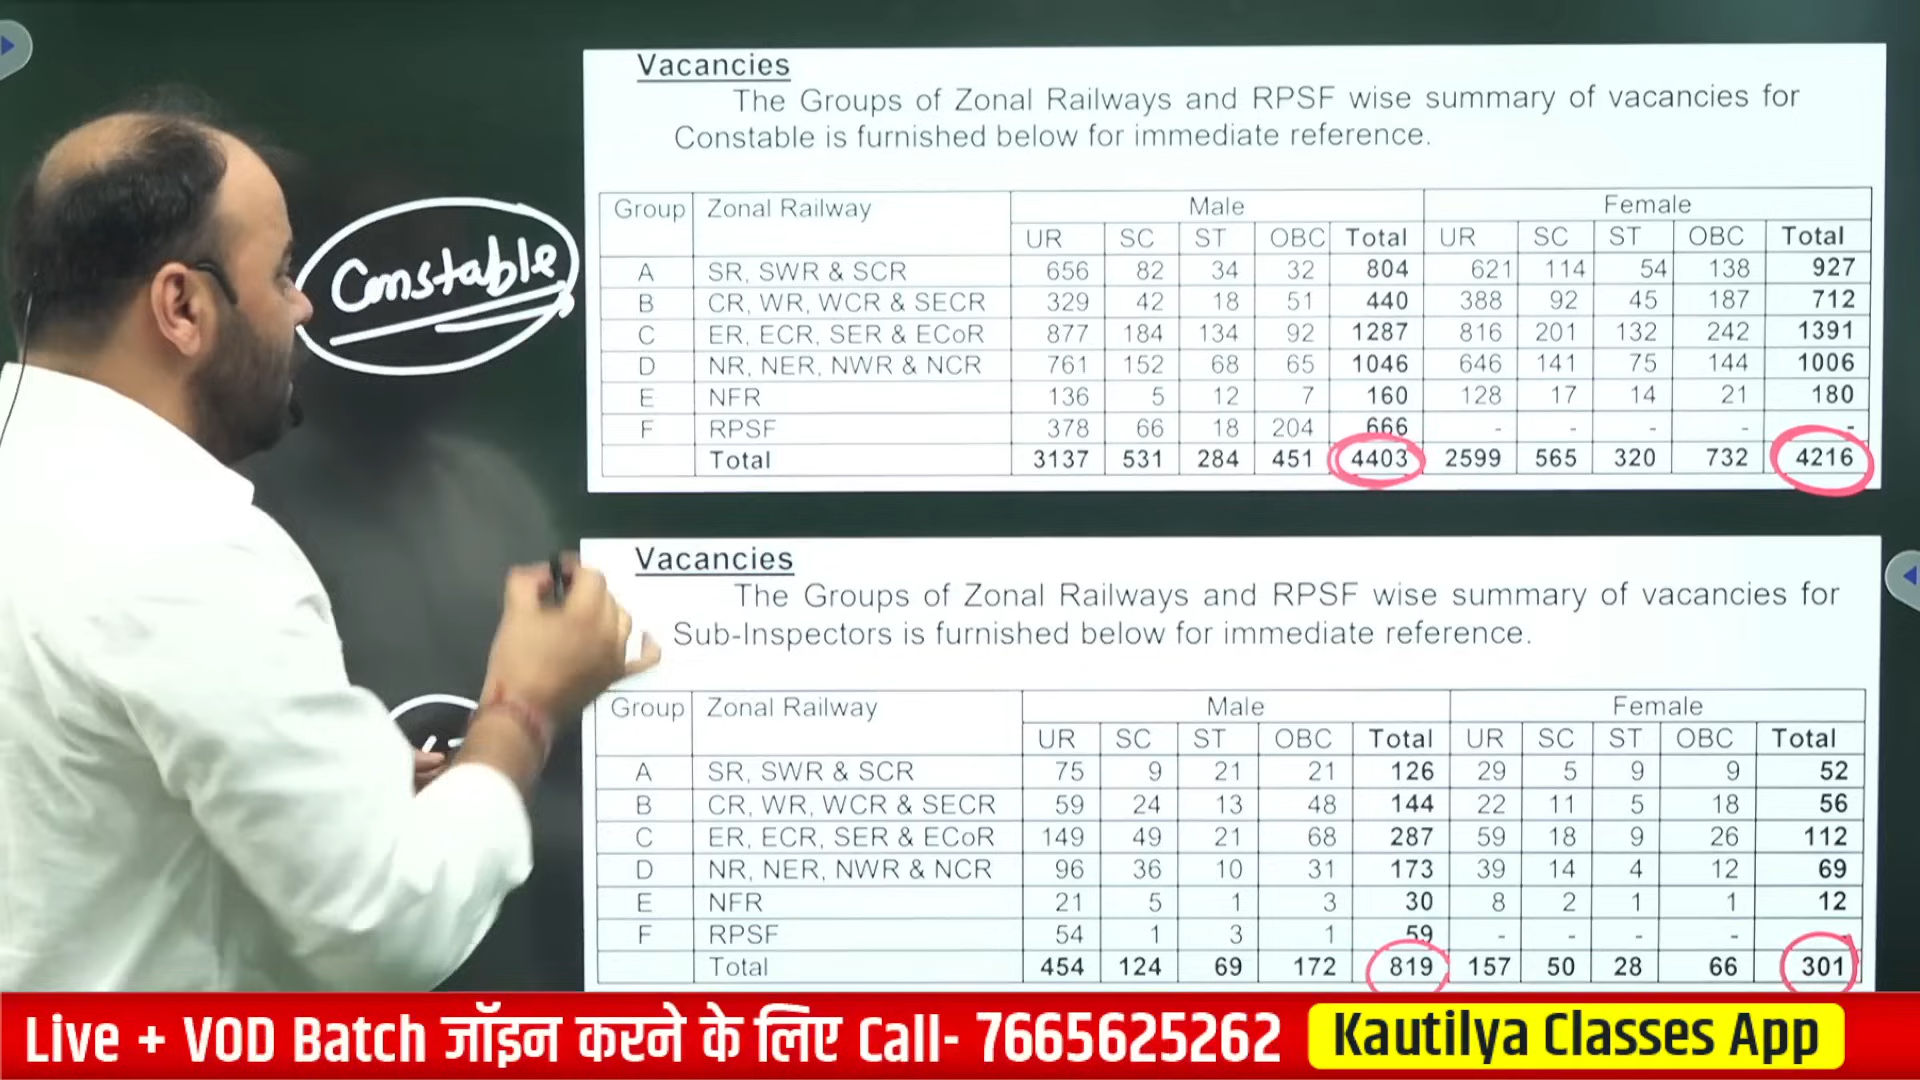 Vacancies
The Groups of Zonal Railways and RPSF wise summary of vacancies for
Constable is furnished below for immediate reference.
Group Zonal Railway Male Female
UR SC ST OBC Total UR SC ST OBC Total
A SR, SWR & SCR 656 82 34 32 804 621 114 54 138 927
B CR, WR, WCR & SECR 329 42 18 51 440 388 92 45 187 712
C ER, ECR, SER & ECoR 877 184 134 92 1287 816 201 132 242 1391
D NR, NER, NWR & NCR 761 152 68 65 1046 646 141 75 144 1006
E NFR 136 5 12 7 160 128 17 14 21 180
F RPSF 378 66 18 204 666 - - - - -
Total 3137 531 284 451 4403 2599 565 320 732 4216
Constable
Vacancies
The Groups of Zonal Railways and RPSF wise summary of vacancies for
Sub-Inspectors is furnished below for immediate reference.
Group Zonal Railway Male Female
UR SC ST OBC Total UR SC ST OBC Total
A SR, SWR & SCR 75 9 21 21 126 29 5 9 9 52
B CR, WR, WCR & SECR 59 24 13 48 144 22 11 5 18 56
C ER, ECR, SER & ECoR 149 49 21 68 287 59 18 9 26 112
D NR, NER, NWR & NCR 96 36 10 31 173 39 14 4 12 69
E NFR 21 5 1 3 30 8 2 1 1 12
F RPSF 54 1 3 1 59 - - - - -
Total 454 124 69 172 819 157 50 28 66 301
Live + VOD Batch जॉइन करने के लिए Call- 7665625262 Kautilya Classes App